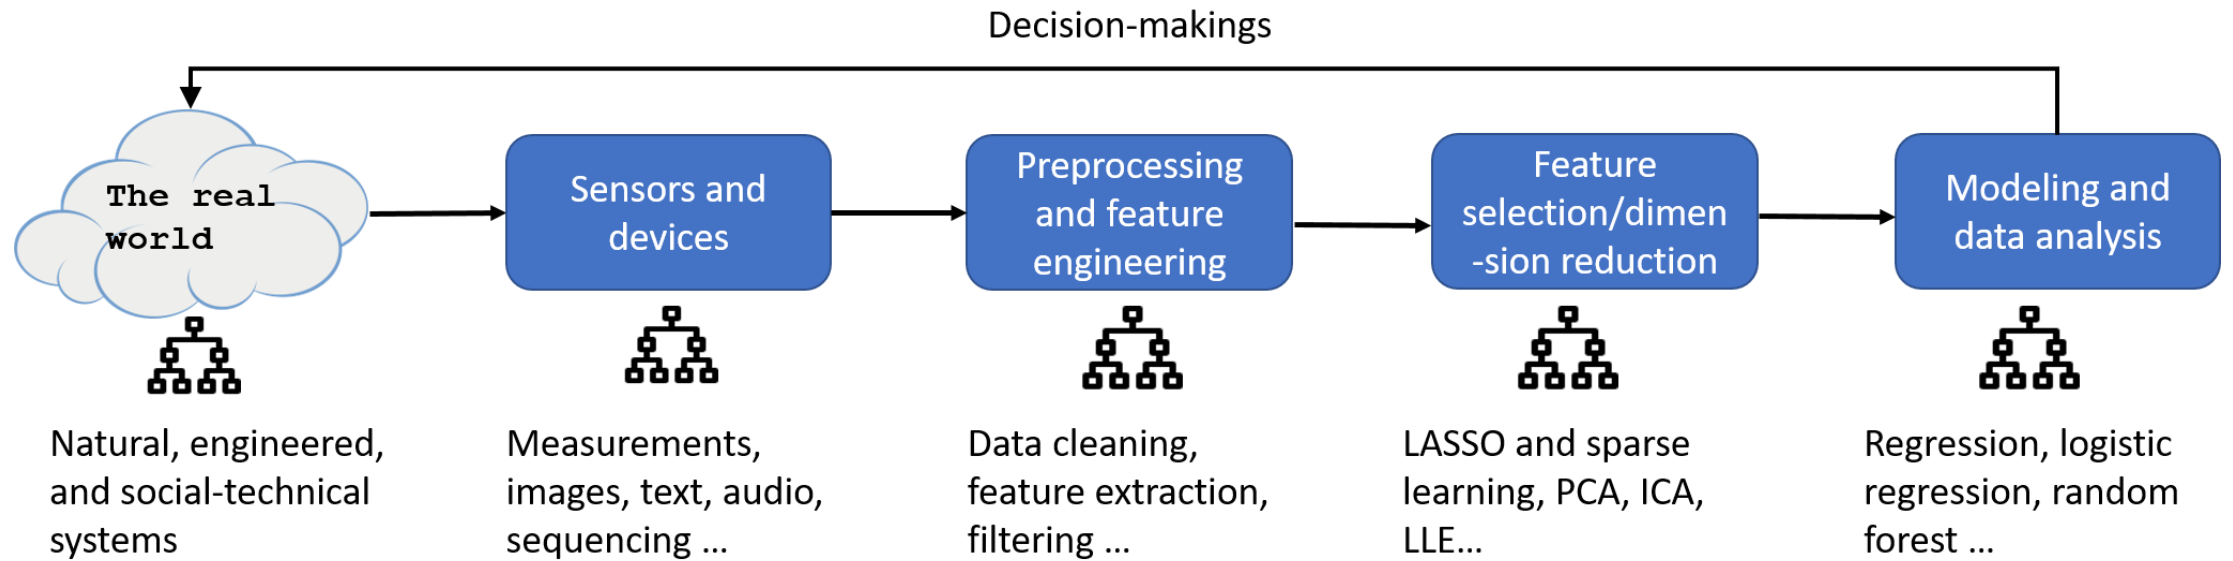 Decision-makings
The real
world
Sensors and
devices
Preprocessing
and feature
engineering
Feature
selection/dimen
-sion reduction
Modeling and
data analysis
Natural, engineered,
and social-technical
systems
Measurements,
images, text, audio,
sequencing ...
Data cleaning,
feature extraction,
filtering ...
LASSO and sparse
learning, PCA, ICA,
LLE...
Regression, logistic
regression, random
forest ...